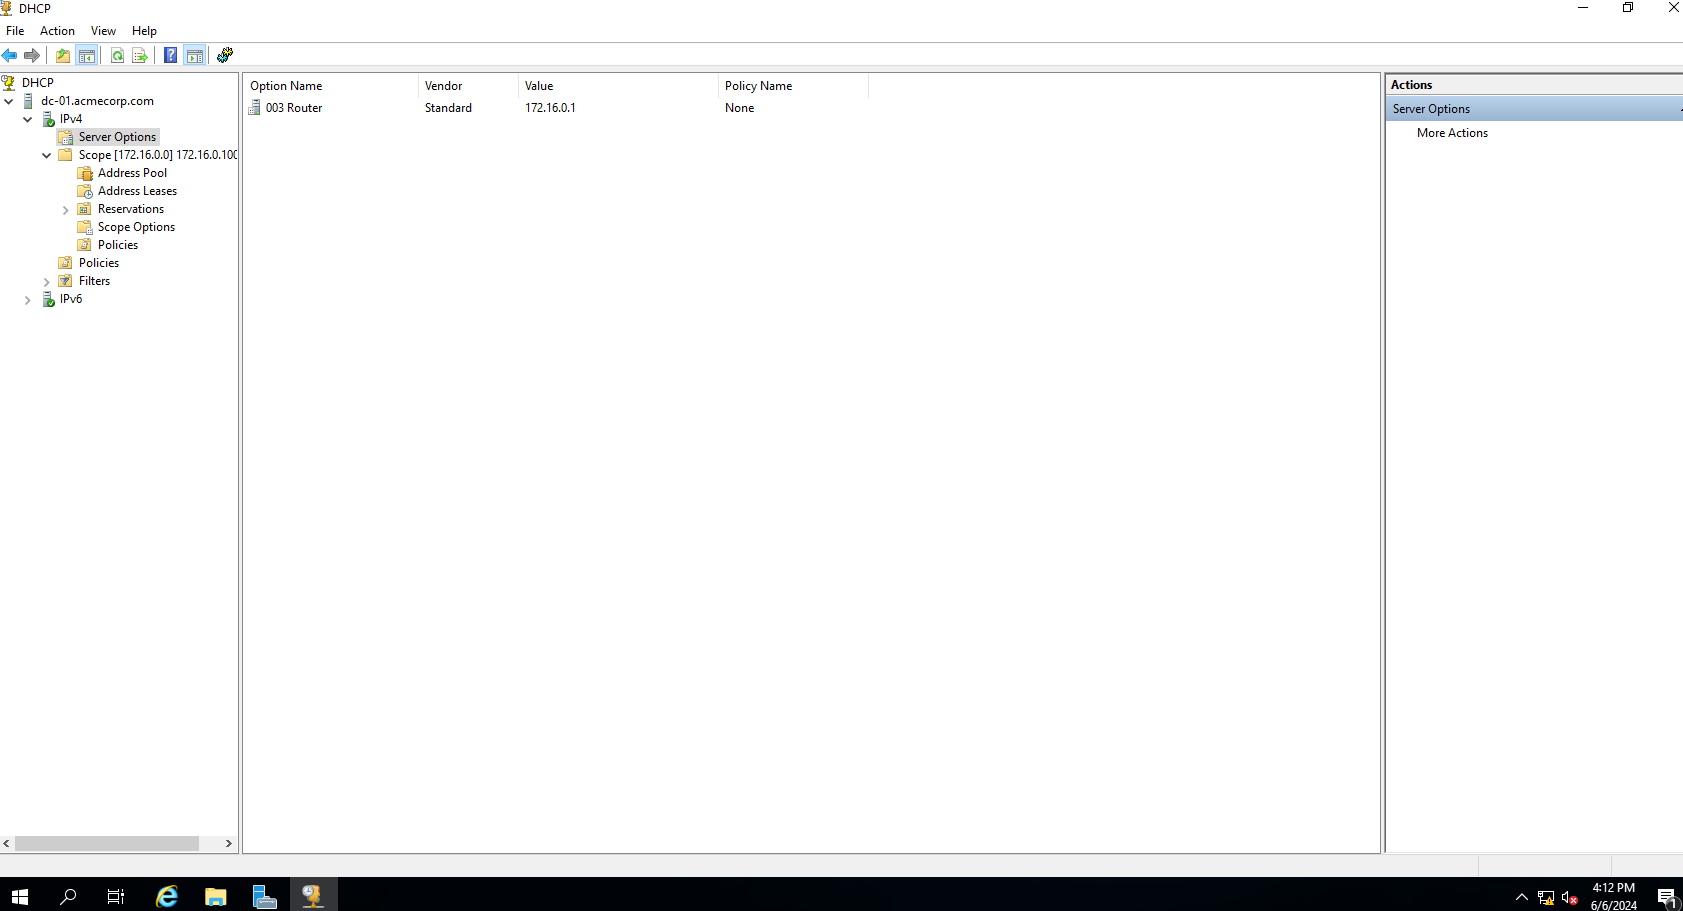 DHCP
File Action View Help
DHCP
dc-01.acmecorp.com
IPv4
Server Options
Scope [172.16.0.0] 172.16.0.100
Address Pool
Address Leases
Reservations
Scope Options
Policies
Policies
Filters
IPv6
Option Name Vendor Value Policy Name
003 Router Standard 172.16.0.1 None
Actions
Server Options
More Actions
4:12 PM
6/6/2024
1